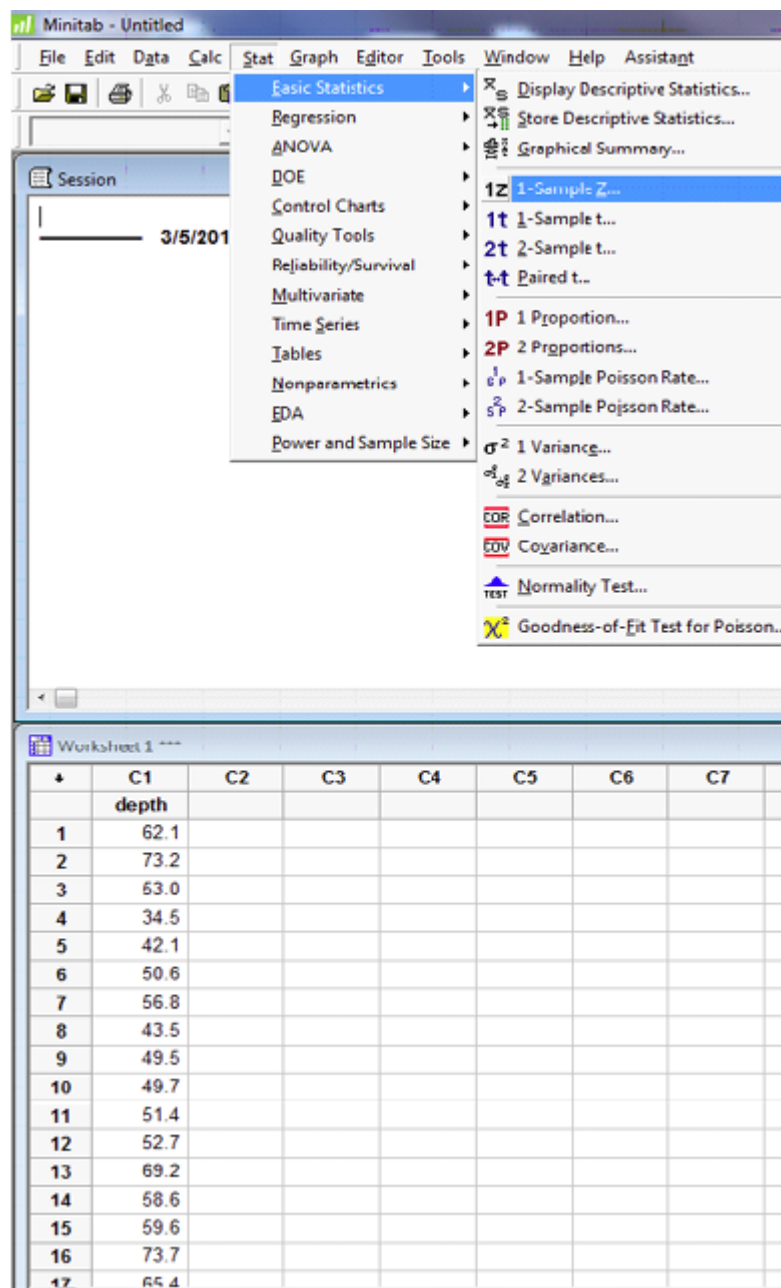 Minitab - Untitled
File Edit Data Calc Stat Graph Editor Tools Window Help Assistant
Basic Statistics
Regression
ANOVA
DOE
Control Charts
Quality Tools
Reliability/Survival
Multivariate
Time Series
Tables
Nonparametrics
EDA
Power and Sample Size
Display Descriptive Statistics...
Store Descriptive Statistics...
Graphical Summary...
1Z 1-Sample Z...
1t 1-Sample t...
2t 2-Sample t...
t-t Paired t...
1P 1 Proportion...
2P 2 Proportions...
1-Sample Poisson Rate...
2-Sample Poisson Rate...
σ² 1 Variance...
2 Variances...
COR Correlation...
COV Covariance...
TEST Normality Test...
χ² Goodness-of-Fit Test for Poisson...
Session
3/5/201
Worksheet 1 ***
C1 C2 C3 C4 C5 C6 C7
depth
1 62.1
2 73.2
3 53.0
4 34.5
5 42.1
6 50.6
7 56.8
8 43.5
9 49.5
10 49.7
11 51.4
12 52.7
13 69.2
14 58.6
15 59.6
16 73.7
17 65.4